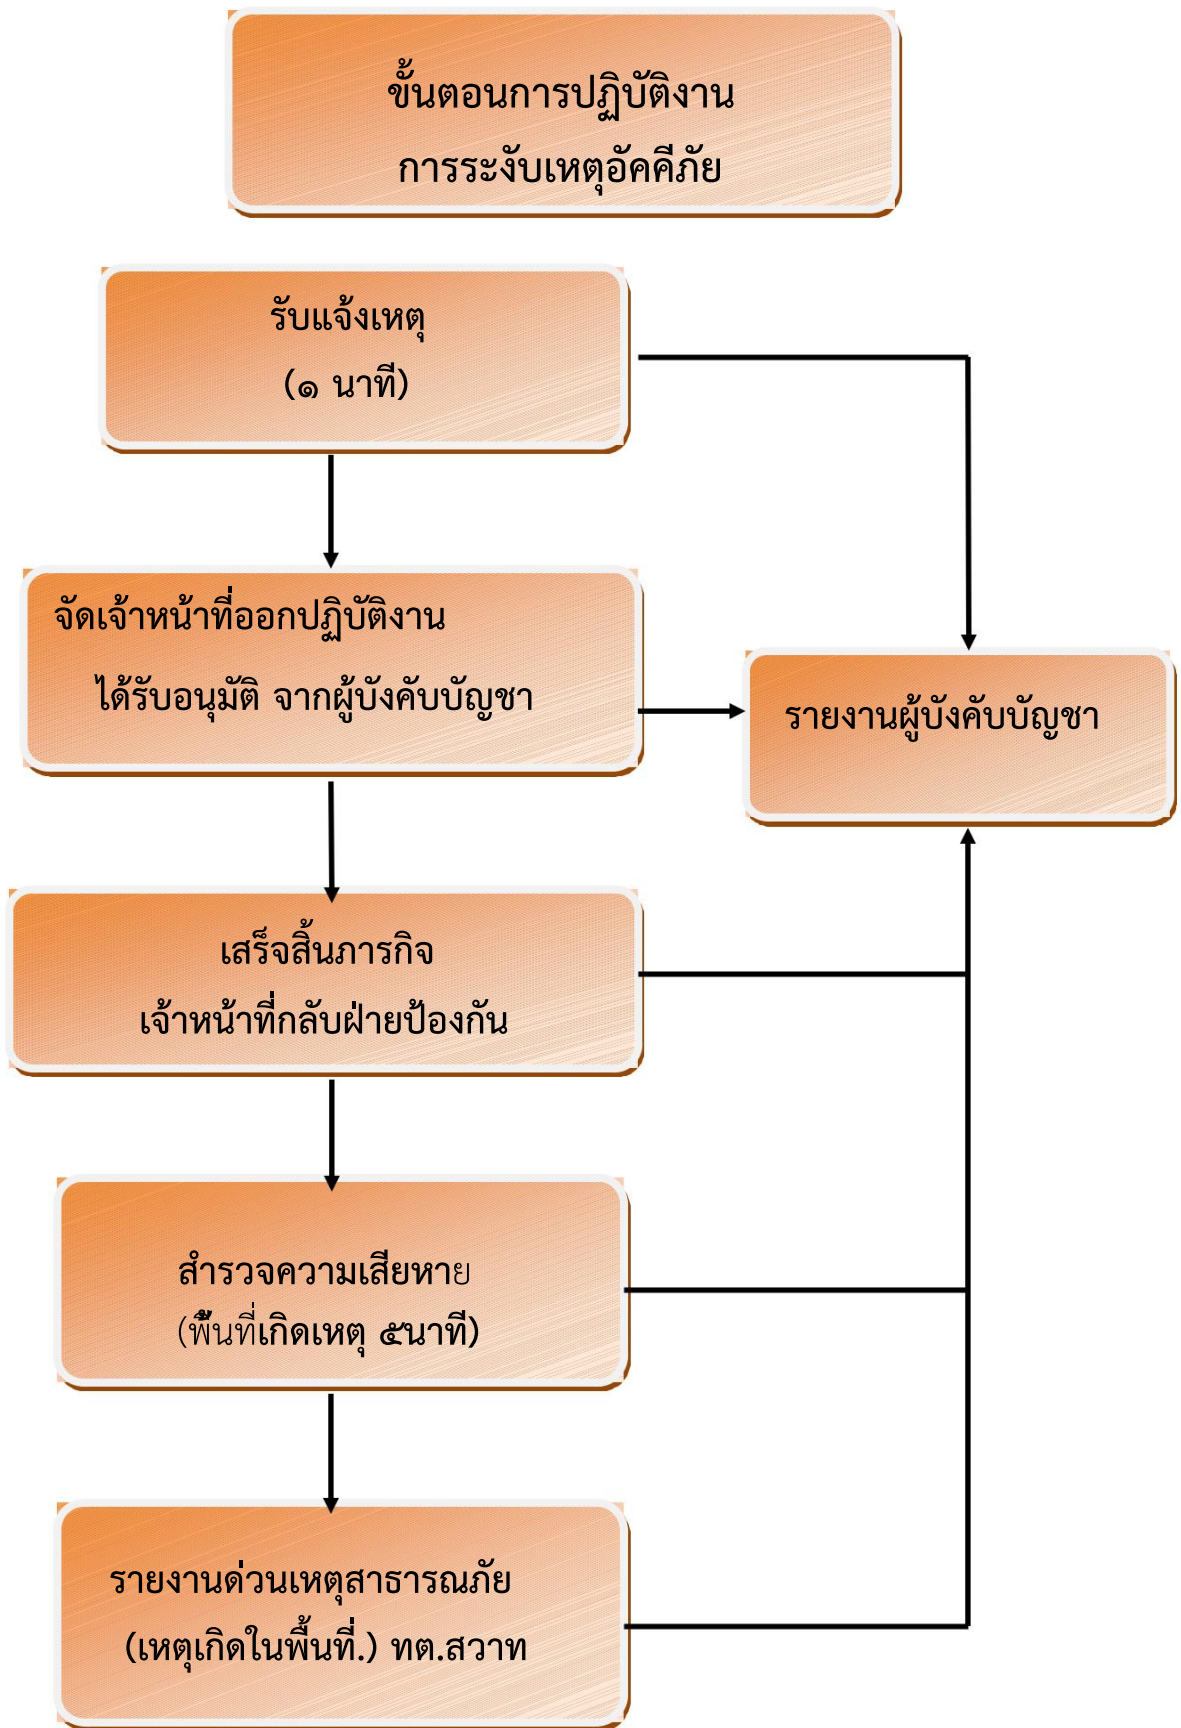 ขั้นตอนการปฏิบัติงาน
การระงับเหตุอัคคีภัย
รับแจ้งเหตุ
(๑ นาที)
จัดเจ้าหน้าที่ออกปฏิบัติงาน
ได้รับอนุมัติ จากผู้บังคับบัญชา
รายงานผู้บังคับบัญชา
เสร็จสิ้นภารกิจ
เจ้าหน้าที่กลับฝ่ายป้องกัน
สำรวจความเสียหาย
(พื้นที่เกิดเหตุ ๕นาที)
รายงานด่วนเหตุสาธารณภัย
(เหตุเกิดในพื้นที่.) ทต.สวาท